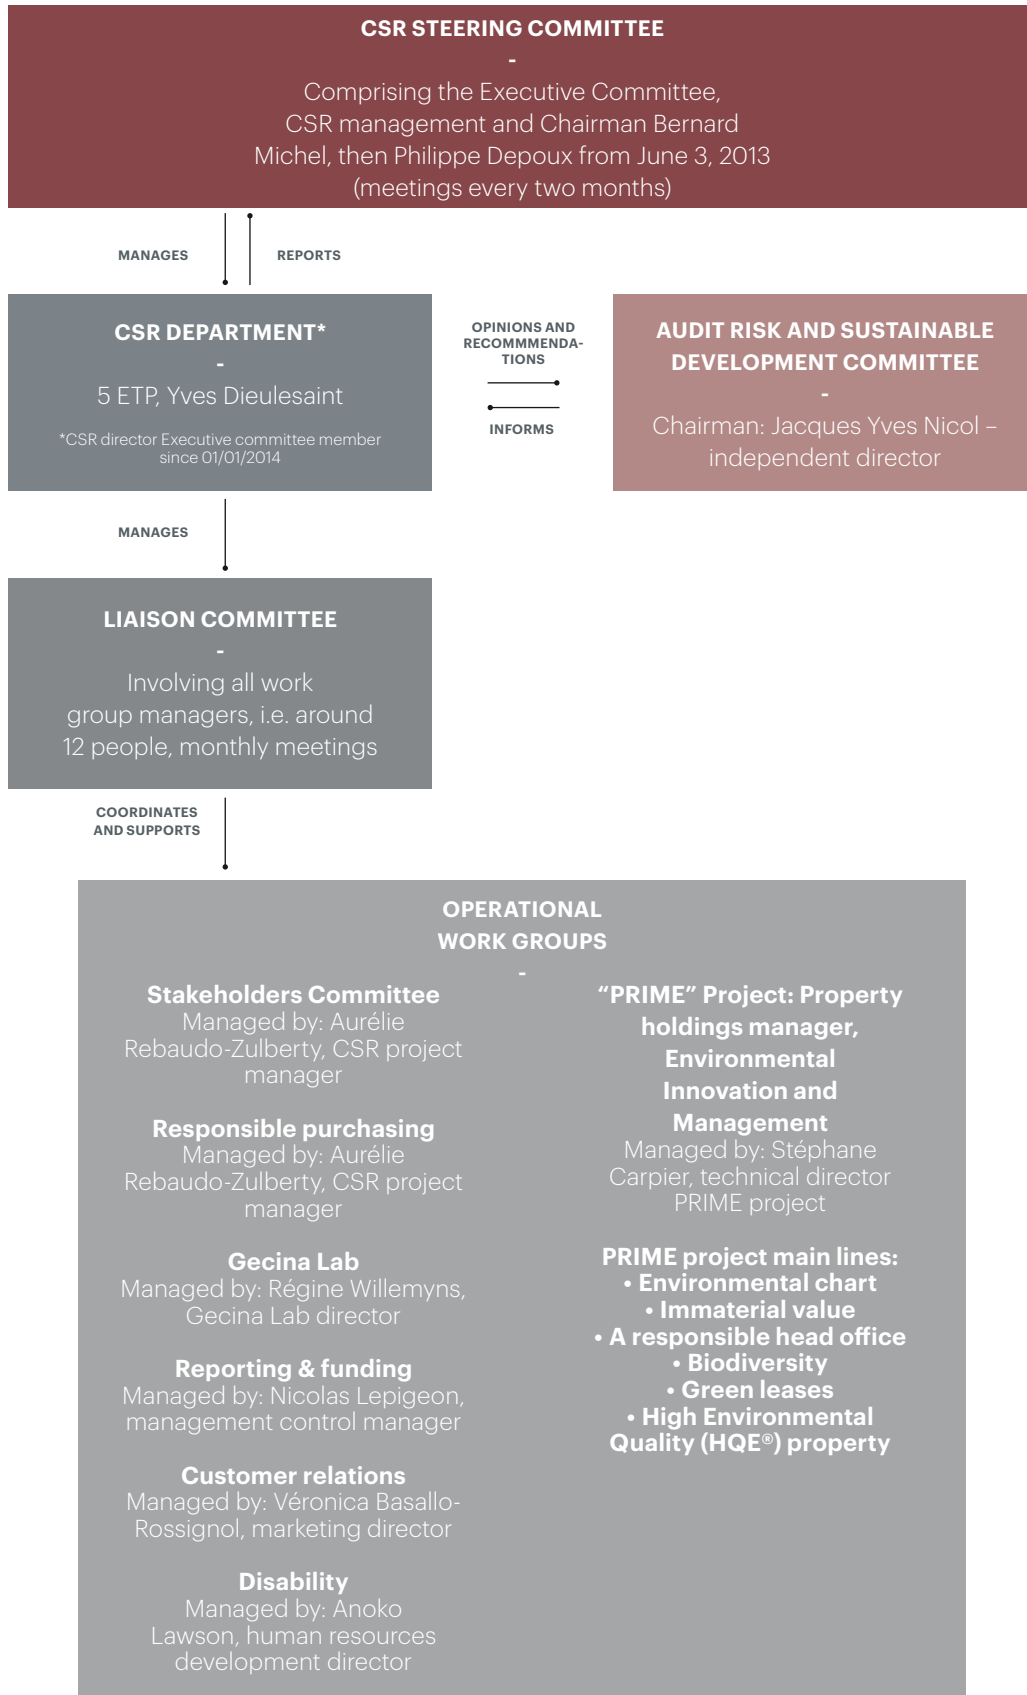 CSR STEERING COMMITTEE
-
Comprising the Executive Committee,
CSR management and Chairman Bernard
Michel, then Philippe Depoux from June 3, 2013
(meetings every two months)
MANAGES
REPORTS
CSR DEPARTMENT*
-
5 ETP, Yves Dieulesaint
*CSR director Executive committee member
since 01/01/2014
OPINIONS AND
RECOMMMENDA-
TIONS
INFORMS
AUDIT RISK AND SUSTAINABLE
DEVELOPMENT COMMITTEE
-
Chairman: Jacques Yves Nicol –
independent director
MANAGES
LIAISON COMMITTEE
-
Involving all work
group managers, i.e. around
12 people, monthly meetings
COORDINATES
AND SUPPORTS
OPERATIONAL
WORK GROUPS
-
Stakeholders Committee
Managed by: Aurélie
Rebaudo-Zulberty, CSR project
manager
Responsible purchasing
Managed by: Aurélie
Rebaudo-Zulberty, CSR project
manager
Gecina Lab
Managed by: Régine Willemyns,
Gecina Lab director
Reporting & funding
Managed by: Nicolas Lepigeon,
management control manager
Customer relations
Managed by: Véronica Basallo-
Rossignol, marketing director
Disability
Managed by: Anoko
Lawson, human resources
development director
“PRIME” Project: Property
holdings manager,
Environmental
Innovation and
Management
Managed by: Stéphane
Carpier, technical director
PRIME project
PRIME project main lines:
• Environmental chart
• Immaterial value
• A responsible head office
• Biodiversity
• Green leases
• High Environmental
Quality (HQE®) property